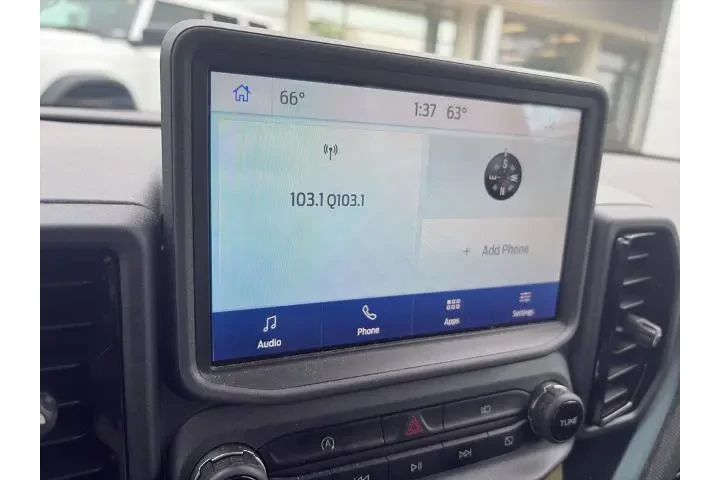 66°
1:37 63°
103.1 Q103.1
S
E W
N
+ Add Phone
Audio
Phone
Apps
Settings
TUNE